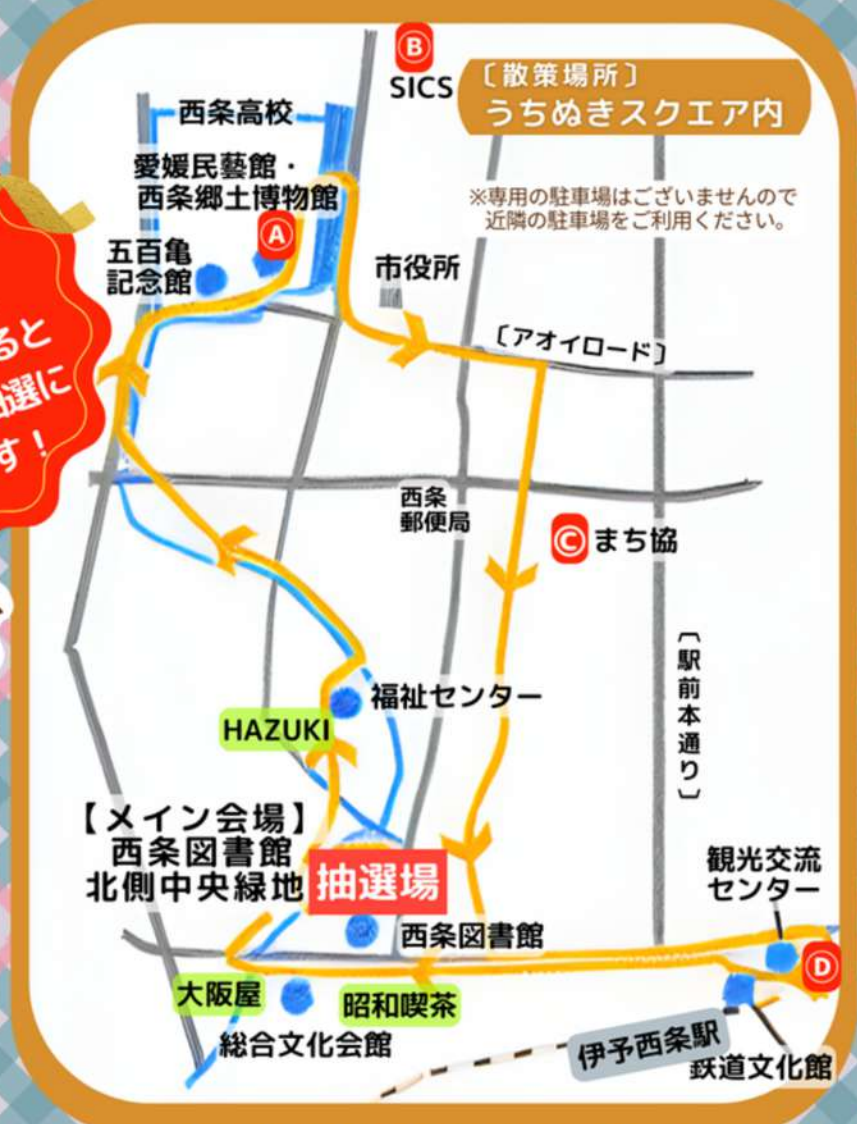 Ⓑ
SICS
〔散策場所〕
うちぬきスクエア内
西条高校
愛媛民藝館・
西条郷土博物館
※専用の駐車場はございませんので
近隣の駐車場をご利用ください。
Ⓐ
五百亀
記念館
市役所
ると
抽選に
す!
〔アオイロード〕
西条
郵便局
Ⓒ まち協
〔駅前本通り〕
福祉センター
HAZUKI
【メイン会場】
西条図書館
北側中央緑地
抽選場
観光交流
センター
西条図書館
Ⓓ
大阪屋
昭和喫茶
総合文化会館
伊予西条駅
鉄道文化館